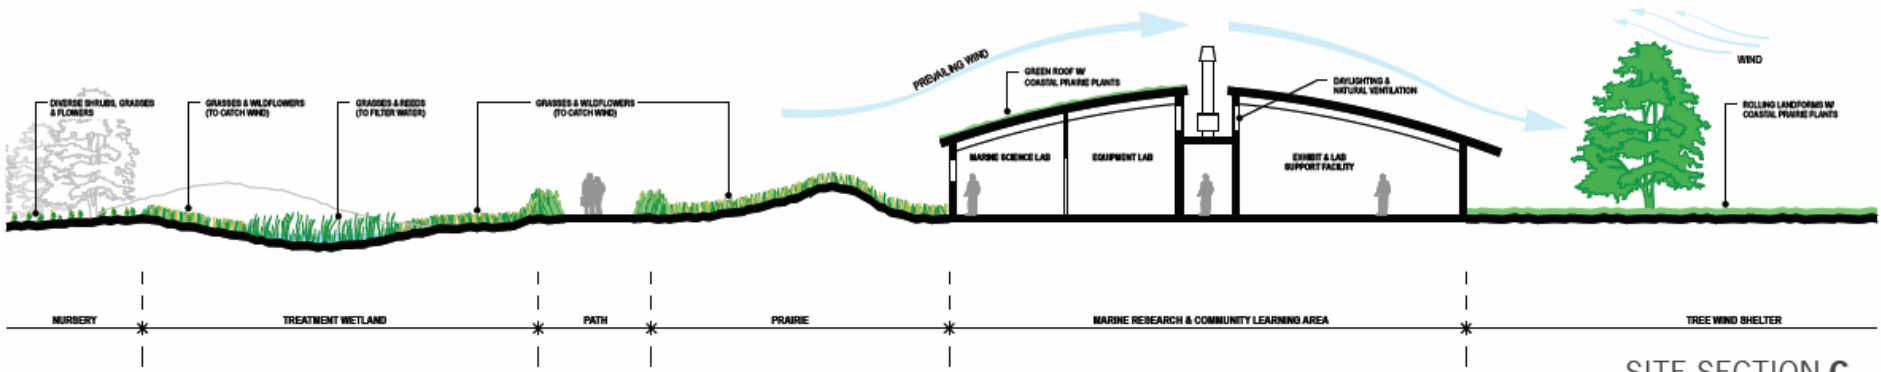 PREVAILING WIND
WIND
GREEN ROOF W/
COASTAL PRAIRIE PLANTS
DAYLIGHTING &
NATURAL VENTILATION
DIVERSE SHRUBS, GRASSES
& FLOWERS
GRASSES & WILDFLOWERS
(TO CATCH WIND)
GRASSES & REEDS
(TO FILTER WATER)
GRASSES & WILDFLOWERS
(TO CATCH WIND)
ROLLING LANDFORMS W/
COASTAL PRAIRIE PLANTS
MARINE SCIENCE LAB
EQUIPMENT LAB
EXHIBIT & LAB
SUPPORT FACILITY
NURSERY
TREATMENT WETLAND
PATH
PRAIRIE
MARINE RESEARCH & COMMUNITY LEARNING AREA
TREE WIND SHELTER
SITE SECTION C